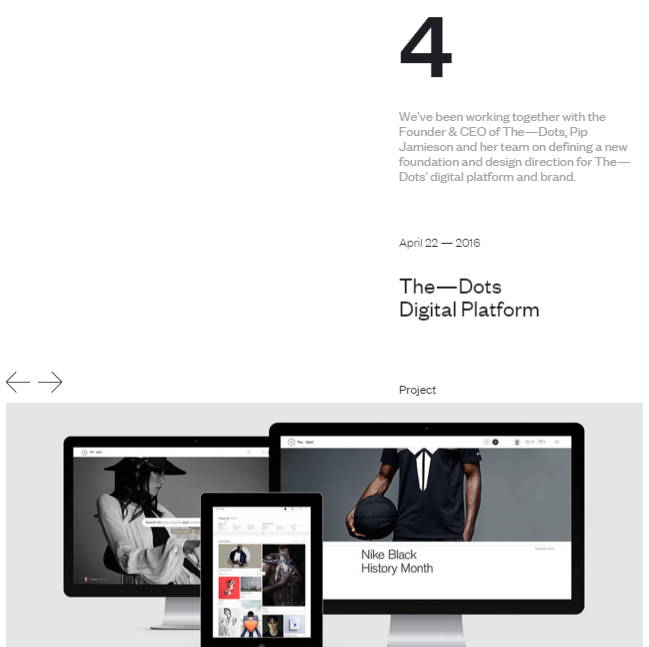 4
We've been working together with the
Founder & CEO of The—Dots, Pip
Jamieson and her team on defining a new
foundation and design direction for The—
Dots' digital platform and brand.
April 22 — 2016
The—Dots
Digital Platform
Project
Nike Black
History Month